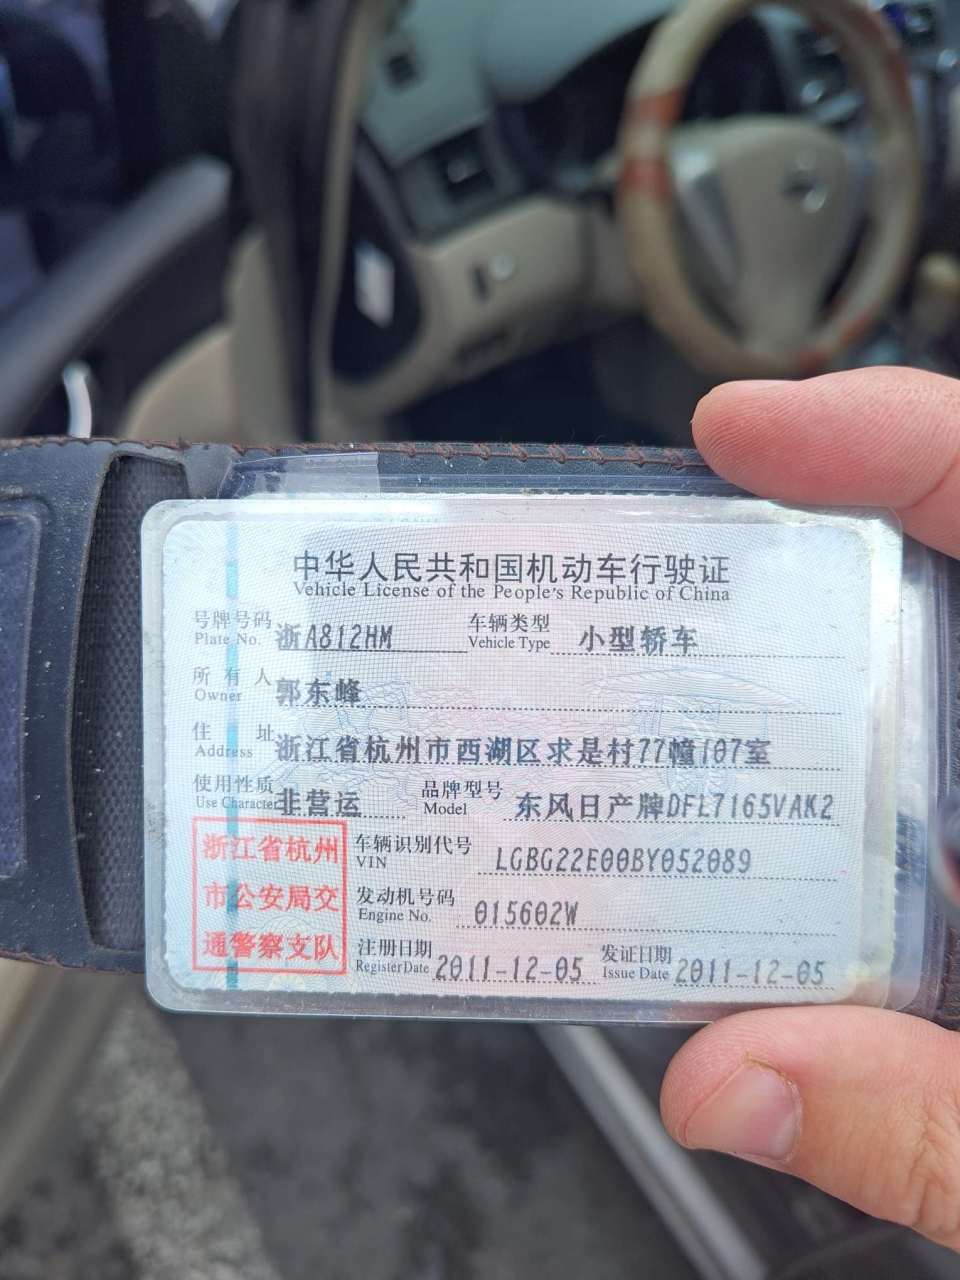 中华人民共和国机动车行驶证
Vehicle License of the People's Republic of China
号牌号码 浙A812HM 车辆类型 小型轿车
Plate No. Vehicle Type
所有人 郭东峰
Owner
住址 浙江省杭州市西湖区求是村77幢107室
Address
使用性质 非营运 品牌型号 东风日产牌DFL7165VAK2
Use Character Model
浙江省杭州
市公安局交
通警察支队
车辆识别代号 LGBG22E00BY052089
VIN
发动机号码 015602W
Engine No.
注册日期 2011-12-05 发证日期 2011-12-05
Register Date Issue Date